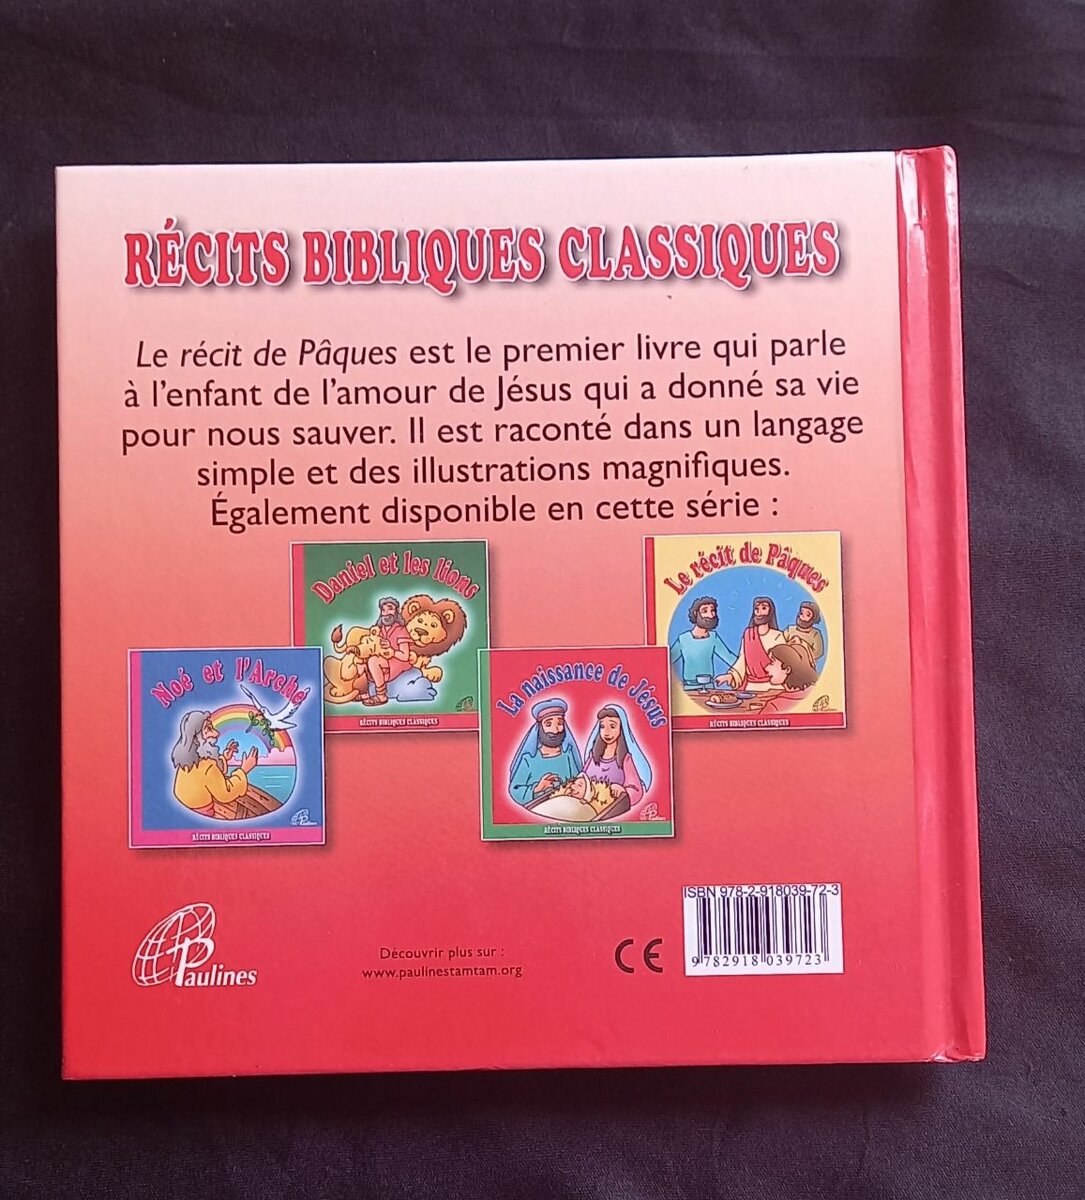 RÉCITS BIBLIQUES CLASSIQUES
Le récit de Pâques est le premier livre qui parle
à l'enfant de l'amour de Jésus qui a donné sa vie
pour nous sauver. Il est raconté dans un langage
simple et des illustrations magnifiques.
Également disponible en cette série :
Daniel et les lions
RÉCITS BIBLIQUES CLASSIQUES
Le récit de Pâques
Paulines
RÉCITS BIBLIQUES CLASSIQUES
Noé et l'Arche
Paulines
RÉCITS BIBLIQUES CLASSIQUES
La naissance de Jésus
Paulines
RÉCITS BIBLIQUES CLASSIQUES
Paulines
Découvrir plus sur :
www.paulinestamtam.org
CE
ISBN 978-2-918039-72-3
9782918039723